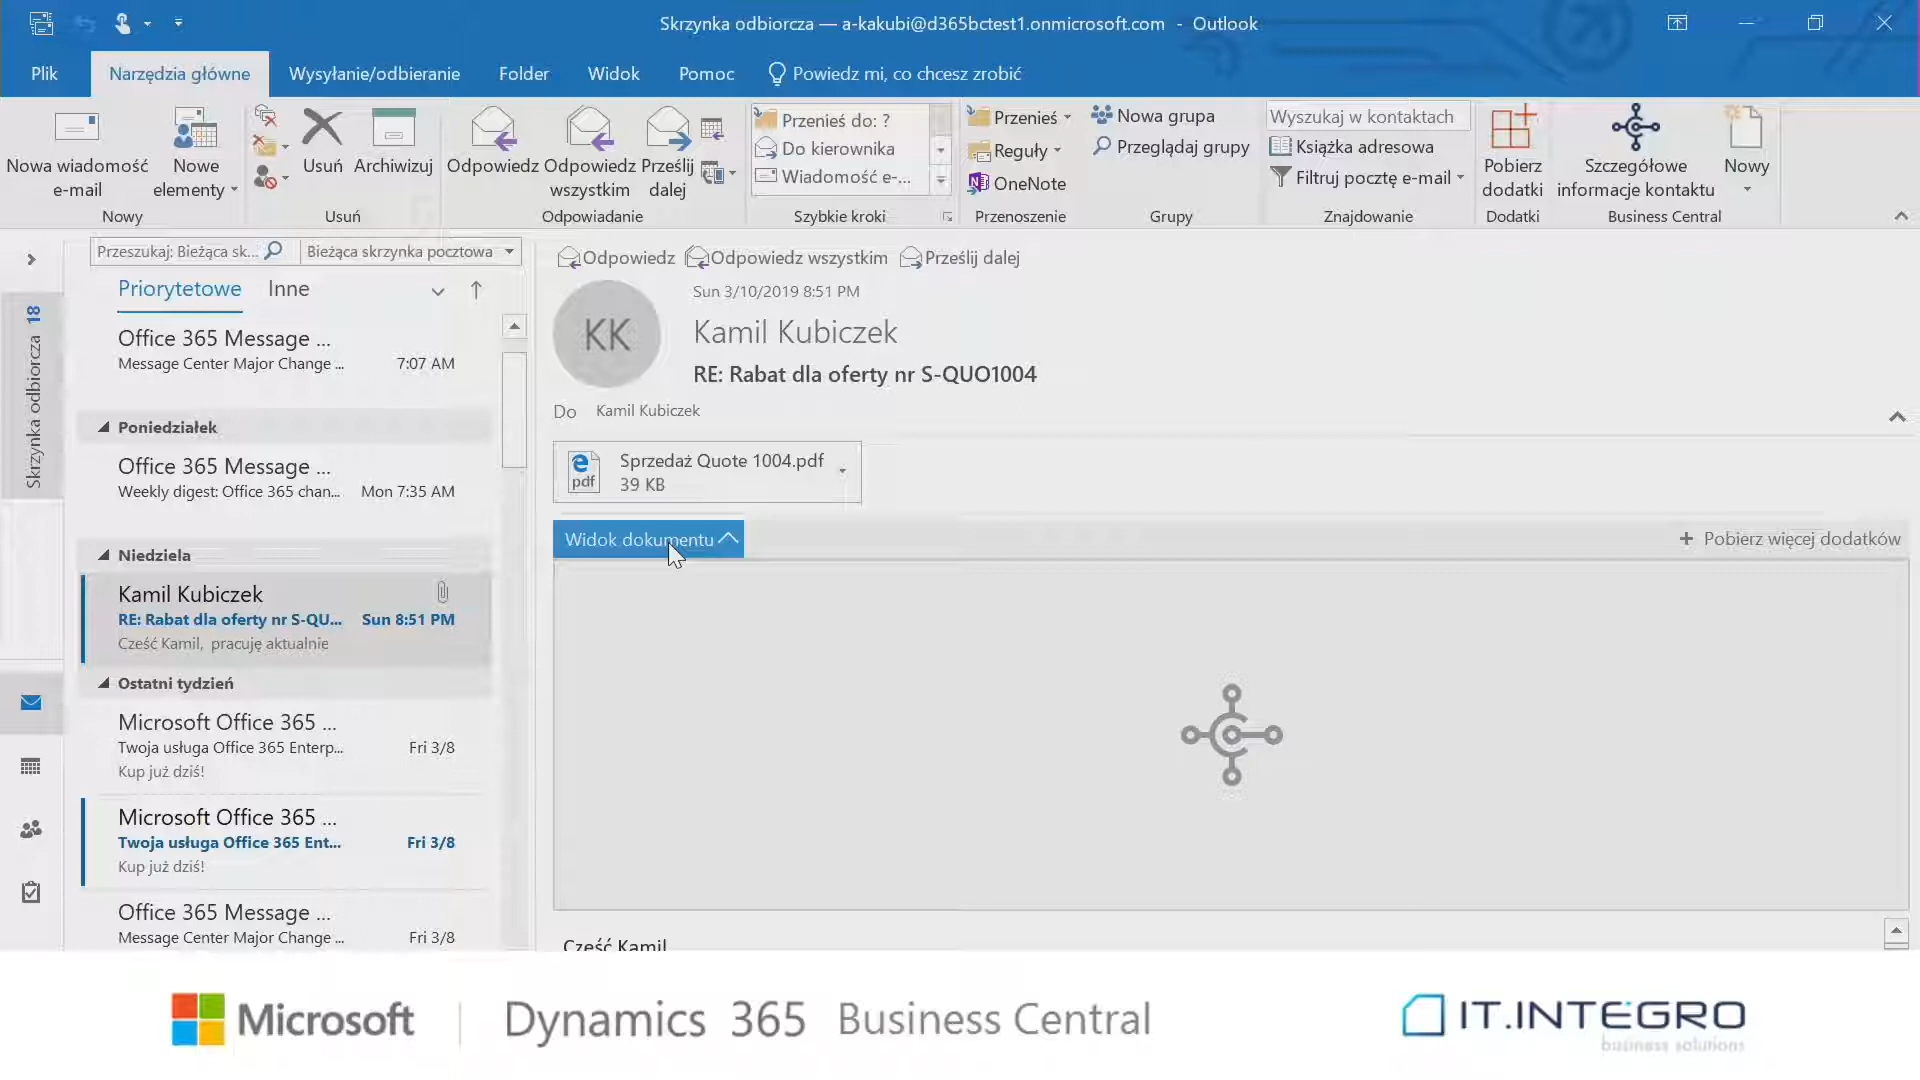 Skrzynka odbiorcza — a-kakubi@d365bctest1.onmicrosoft.com - Outlook
Plik
Narzędzia główne
Wysyłanie/odbieranie
Folder
Widok
Pomoc
Powiedz mi, co chcesz zrobić
Nowa wiadomość
e-mail
Nowe
elementy
Nowy
Usuń
Archiwizuj
Usuń
Odpowiedz
Odpowiedz
wszystkim
Prześlij
dalej
Odpowiadanie
Przenieś do: ?
Do kierownika
Wiadomość e-...
Szybkie kroki
Przenieś
Reguły
OneNote
Przenoszenie
Nowa grupa
Przeglądaj grupy
Grupy
Wyszukaj w kontaktach
Książka adresowa
Filtruj pocztę e-mail
Znajdowanie
Pobierz
dodatki
Dodatki
Szczegółowe
informacje kontaktu
Nowy
Business Central
Przeszukaj: Bieżąca sk...
Bieżąca skrzynka pocztowa
Priorytetowe
Inne
Skrzynka odbiorcza 18
Office 365 Message ...
Message Center Major Change ... 7:07 AM
Poniedziałek
Office 365 Message ...
Weekly digest: Office 365 chan... Mon 7:35 AM
Niedziela
Kamil Kubiczek
RE: Rabat dla oferty nr S-QU... Sun 8:51 PM
Cześć Kamil, pracuję aktualnie
Ostatni tydzień
Microsoft Office 365 ...
Twoja usługa Office 365 Enterp... Fri 3/8
Kup już dziś!
Microsoft Office 365 ...
Twoja usługa Office 365 Ent... Fri 3/8
Kup już dziś!
Office 365 Message ...
Message Center Major Change ... Fri 3/8
Odpowiedz
Odpowiedz wszystkim
Prześlij dalej
Sun 3/10/2019 8:51 PM
KK
Kamil Kubiczek
RE: Rabat dla oferty nr S-QUO1004
Do Kamil Kubiczek
pdf
Sprzedaż Quote 1004.pdf
39 KB
Widok dokumentu
+ Pobierz więcej dodatków
Cześć Kamil
Microsoft
Dynamics 365 Business Central
IT.INTEGRO
business solutions